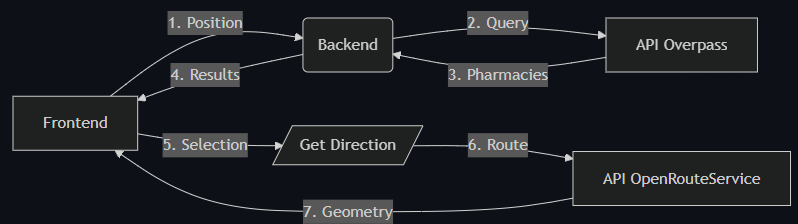 1. Position
2. Query
Backend
API Overpass
4. Results
3. Pharmacies
Frontend
5. Selection
Get Direction
6. Route
API OpenRouteService
7. Geometry